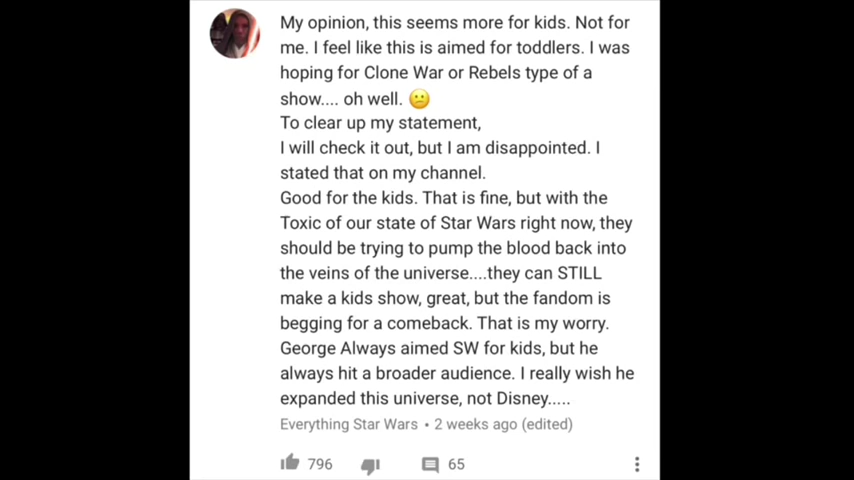 My opinion, this seems more for kids. Not for
me. I feel like this is aimed for toddlers. I was
hoping for Clone War or Rebels type of a
show.... oh well. 😕
To clear up my statement,
I will check it out, but I am disappointed. I
stated that on my channel.
Good for the kids. That is fine, but with the
Toxic of our state of Star Wars right now, they
should be trying to pump the blood back into
the veins of the universe....they can STILL
make a kids show, great, but the fandom is
begging for a comeback. That is my worry.
George Always aimed SW for kids, but he
always hit a broader audience. I really wish he
expanded this universe, not Disney.....
Everything Star Wars • 2 weeks ago (edited)
796 65